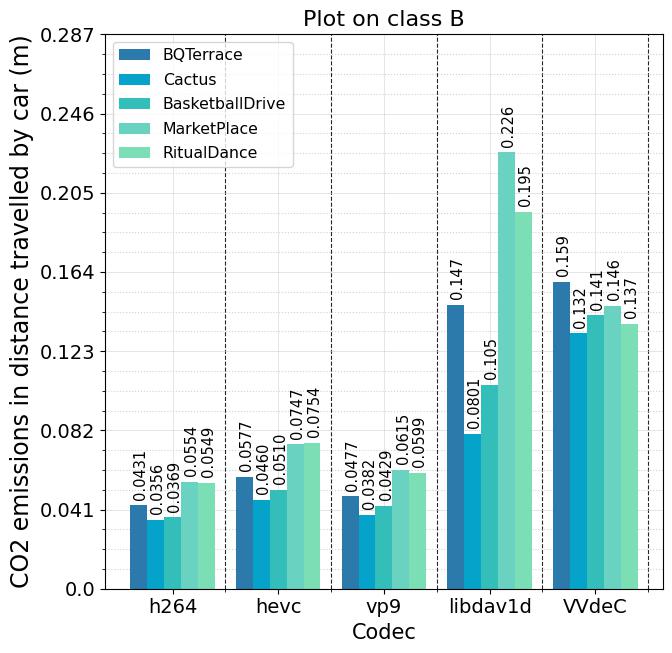 Plot on class B
CO2 emissions in distance travelled by car (m)
0.287
0.246
0.205
0.164
0.123
0.082
0.041
0.0
BQTerrace
Cactus
BasketballDrive
MarketPlace
RitualDance
0.0431
0.0356
0.0369
0.0554
0.0549
0.0577
0.0460
0.0510
0.0747
0.0754
0.0477
0.0382
0.0429
0.0615
0.0599
0.147
0.0801
0.105
0.226
0.195
0.159
0.132
0.141
0.146
0.137
h264
hevc
vp9
libdav1d
VVdeC
Codec